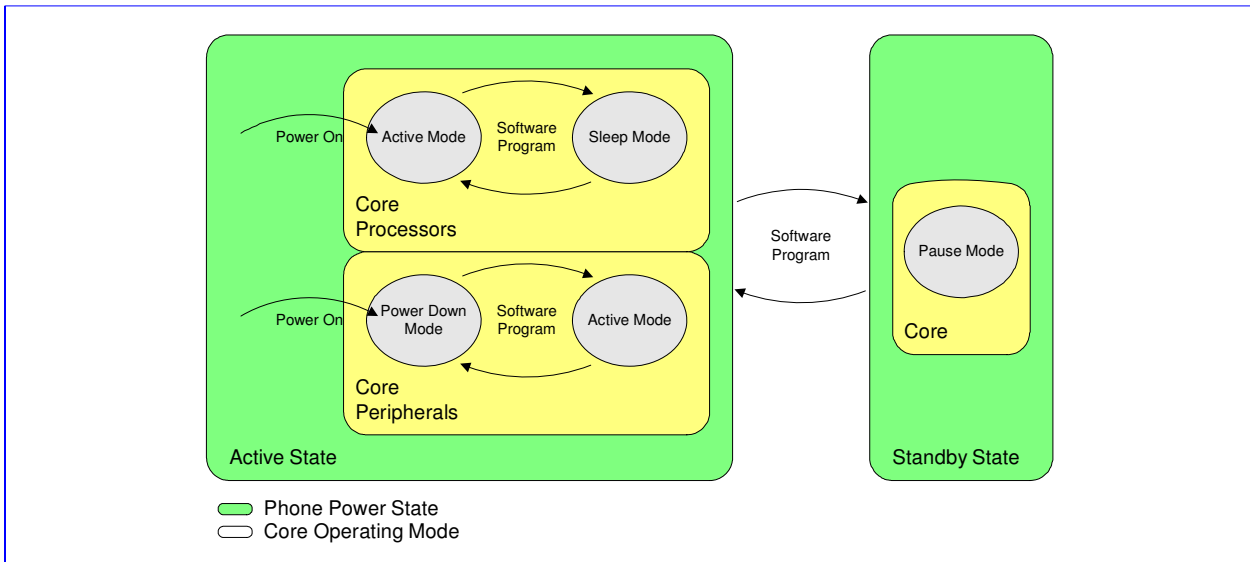 Power On
Active Mode
Software
Program
Sleep Mode
Core
Processors
Power On
Power Down
Mode
Software
Program
Active Mode
Core
Peripherals
Active State
Software
Program
Pause Mode
Core
Standby State
Phone Power State
Core Operating Mode